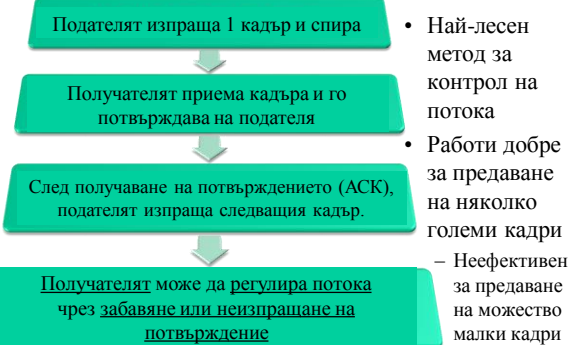 Подателят изпраща 1 кадър и спира
Получателят приема кадъра и го
потвърждава на подателя
След получаване на потвърждението (АСК),
подателят изпраща следващия кадър.
Получателят може да регулира потока
чрез забавяне или неизпращане на
потвърждение
• Най-лесен
метод за
контрол на
потока
• Работи добре
за предаване
на няколко
големи кадри
– Неефективен
за предаване
на можество
малки кадри